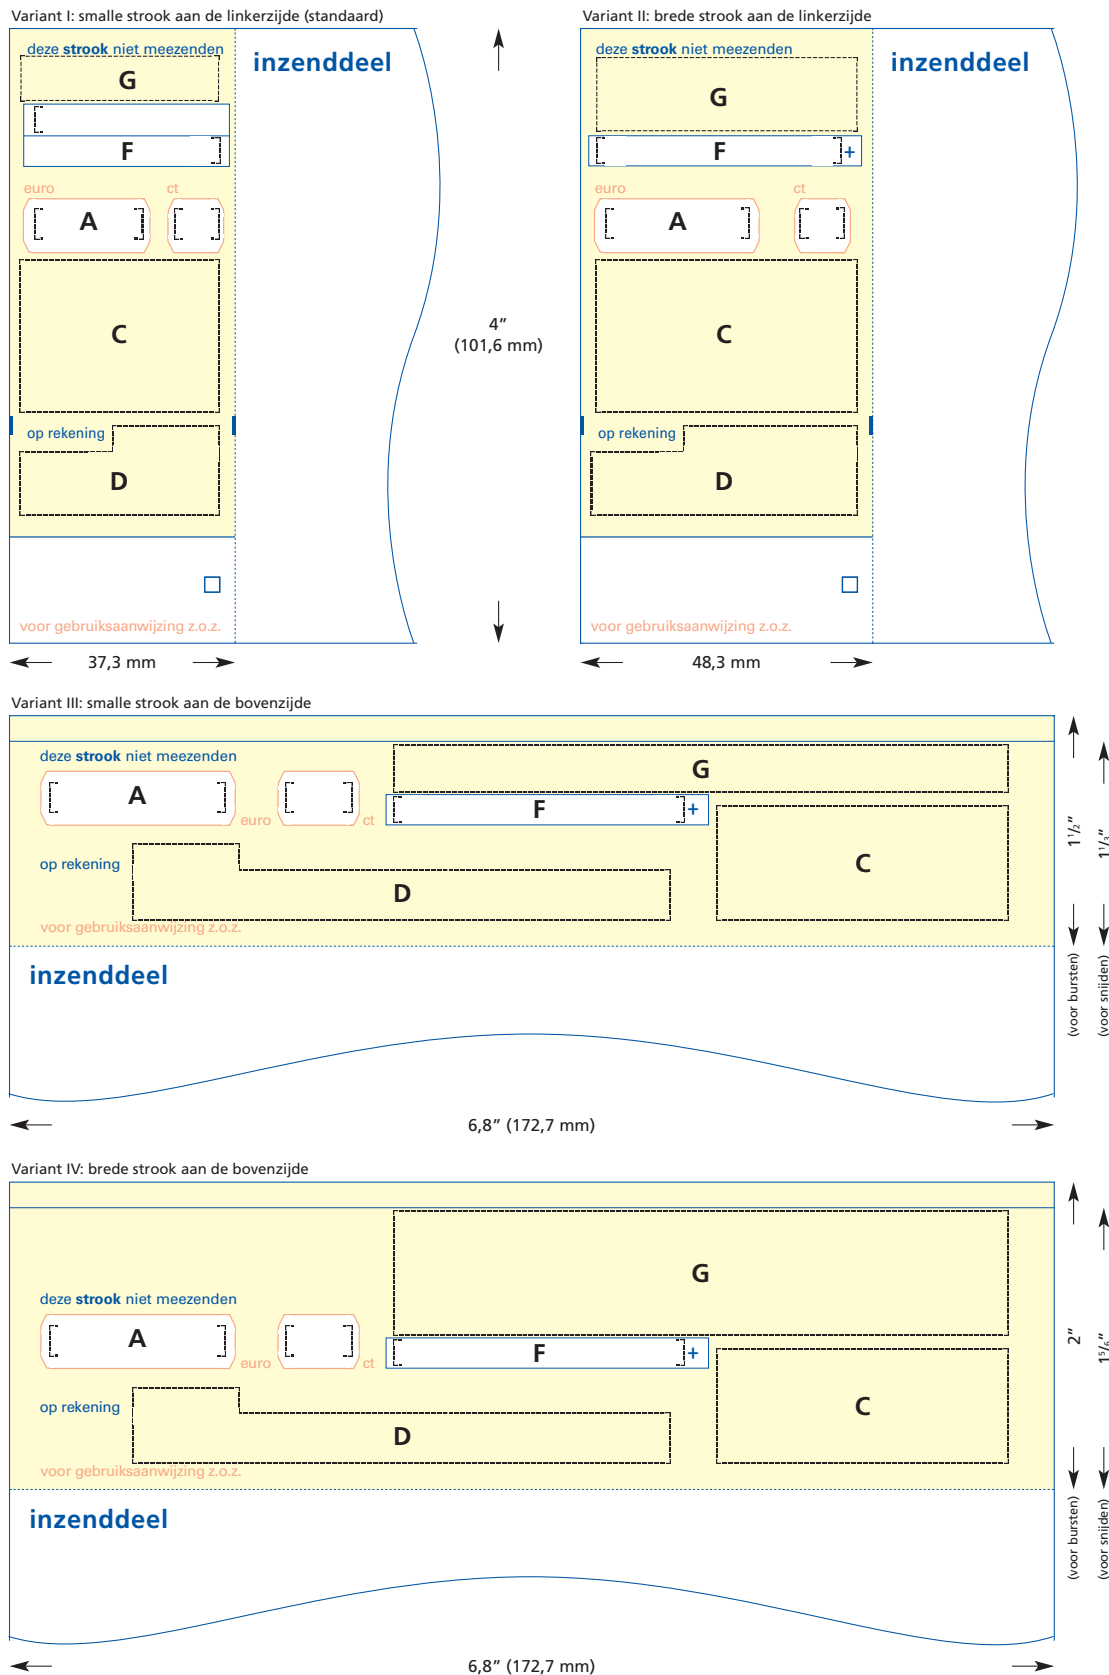 Variant I: smalle strook aan de linkerzijde (standaard)
deze strook niet meezenden
inzenddeel
G
F
euro
ct
A
C
op rekening
D
voor gebruiksaanwijzing z.o.z.
37,3 mm
4”
(101,6 mm)
Variant II: brede strook aan de linkerzijde
deze strook niet meezenden
inzenddeel
G
F +
euro
ct
A
C
op rekening
D
voor gebruiksaanwijzing z.o.z.
48,3 mm
Variant III: smalle strook aan de bovenzijde
deze strook niet meezenden
G
A
euro
ct
F +
C
op rekening
D
voor gebruiksaanwijzing z.o.z.
inzenddeel
1½”
(voor bursten)
1⅓”
(voor snijden)
6,8” (172,7 mm)
Variant IV: brede strook aan de bovenzijde
G
deze strook niet meezenden
A
euro
ct
F +
C
op rekening
D
voor gebruiksaanwijzing z.o.z.
inzenddeel
2”
(voor bursten)
1⅚”
(voor snijden)
6,8” (172,7 mm)